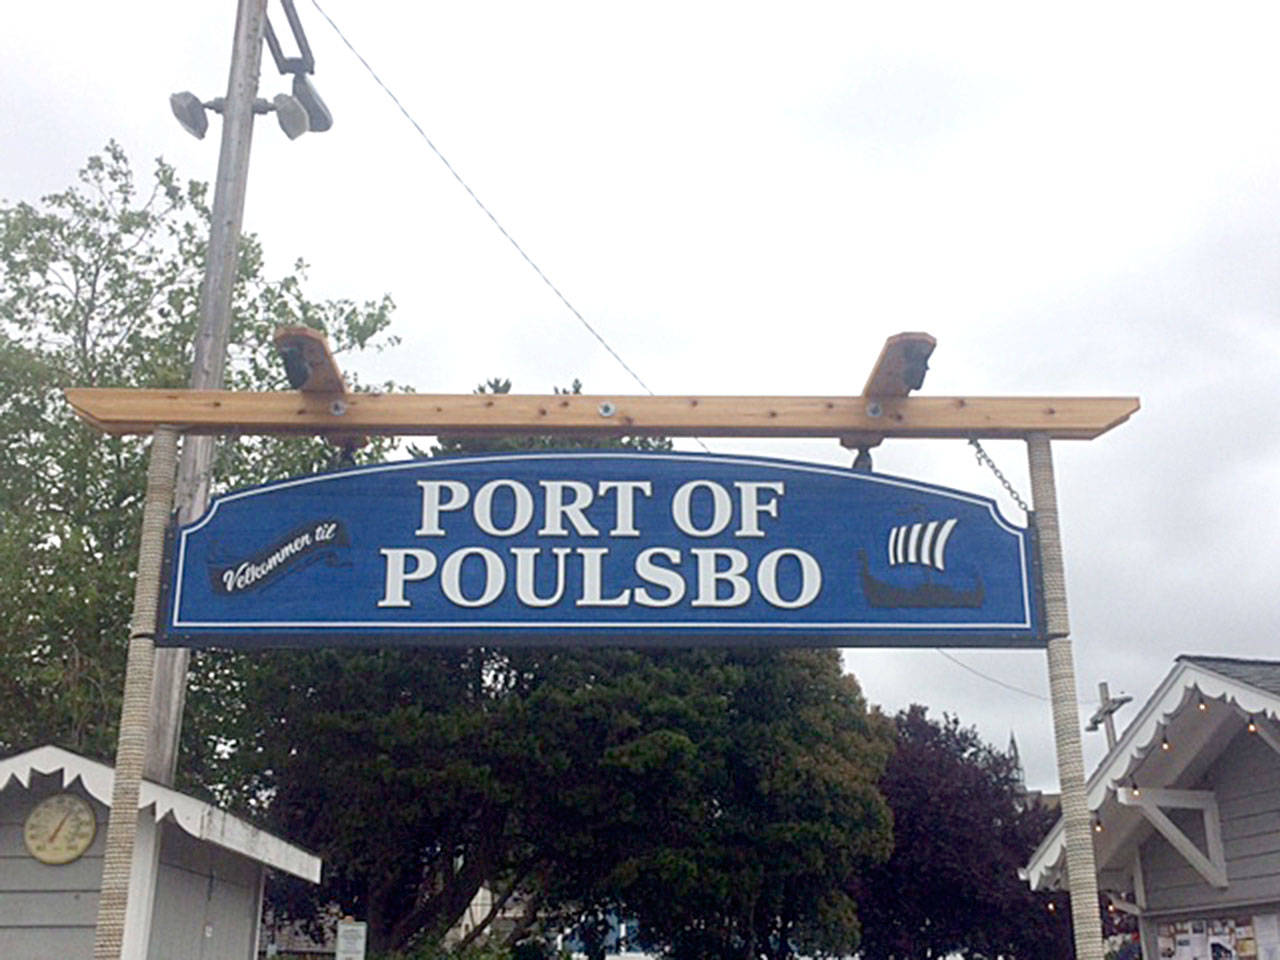 Velkommen til
PORT OF
POULSBO